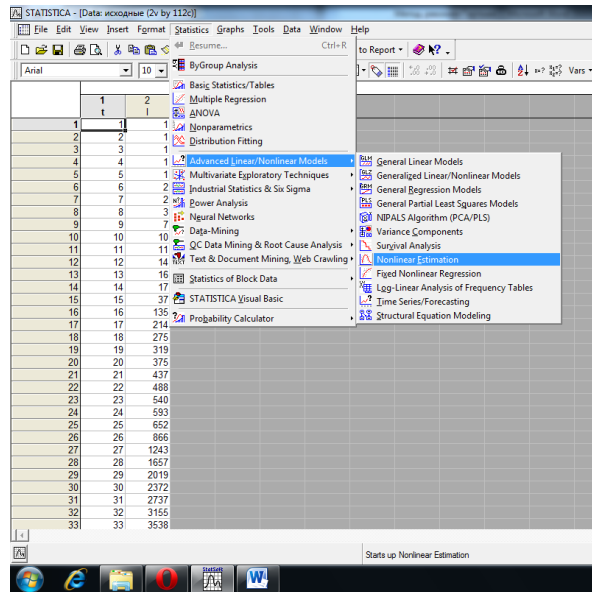 STATISTICA - [Data: исходные (2v by 112c)]
File Edit View Insert Format Statistics Graphs Tools Data Window Help
Resume... Ctrl+R
to Report
Arial 10
Vars
ByGroup Analysis
Basic Statistics/Tables
Multiple Regression
ANOVA
Nonparametrics
Distribution Fitting
Advanced Linear/Nonlinear Models
Multivariate Exploratory Techniques
Industrial Statistics & Six Sigma
Power Analysis
Neural Networks
Data-Mining
QC Data Mining & Root Cause Analysis
Text & Document Mining, Web Crawling
Statistics of Block Data
STATISTICA Visual Basic
Probability Calculator
General Linear Models
Generalized Linear/Nonlinear Models
General Regression Models
General Partial Least Squares Models
NIPALS Algorithm (PCA/PLS)
Variance Components
Survival Analysis
Nonlinear Estimation
Fixed Nonlinear Regression
Log-Linear Analysis of Frequency Tables
Time Series/Forecasting
Structural Equation Modeling
1 2
t I
1 1 1
2 2 1
3 3 1
4 4 1
5 5 1
6 6 2
7 7 2
8 8 3
9 9 7
10 10 10
11 11 11
12 12 14
13 13 16
14 14 17
15 15 37
16 16 135
17 17 214
18 18 275
19 19 319
20 20 375
21 21 437
22 22 488
23 23 540
24 24 593
25 25 652
26 26 866
27 27 1243
28 28 1657
29 29 2019
30 30 2372
31 31 2737
32 32 3155
33 33 3538
Starts up Nonlinear Estimation
StatSoft